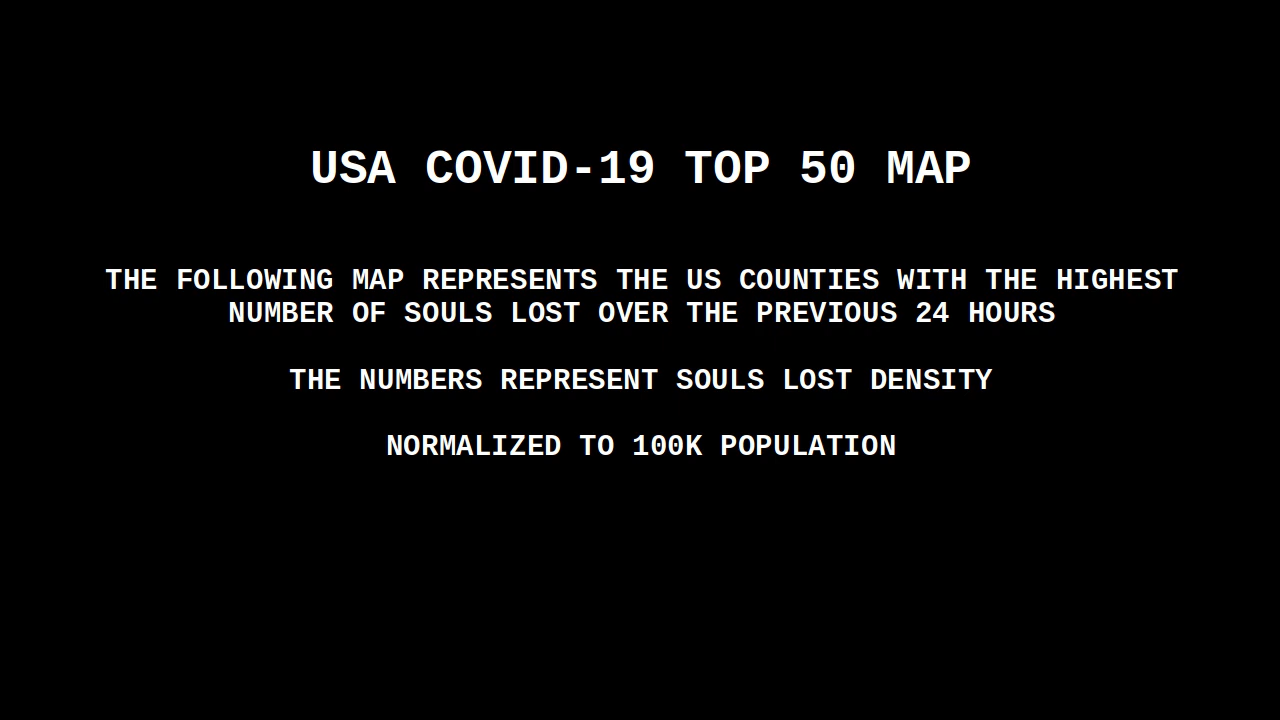 USA COVID-19 TOP 50 MAP
THE FOLLOWING MAP REPRESENTS THE US COUNTIES WITH THE HIGHEST
NUMBER OF SOULS LOST OVER THE PREVIOUS 24 HOURS
THE NUMBERS REPRESENT SOULS LOST DENSITY
NORMALIZED TO 100K POPULATION